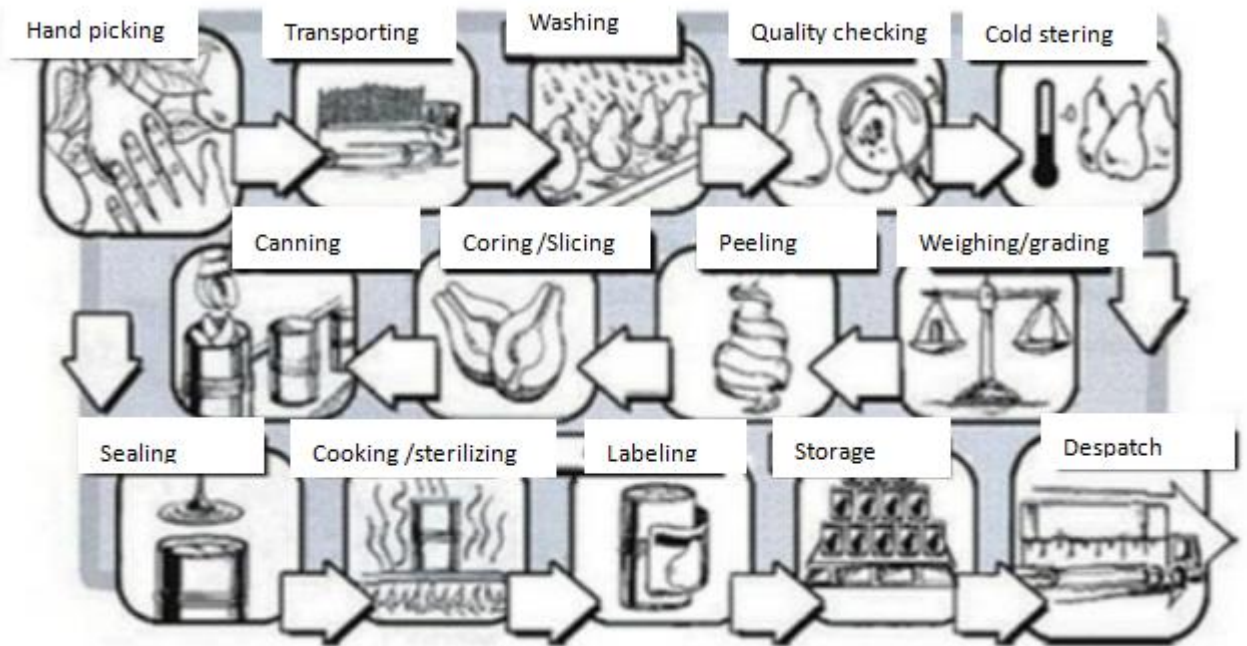 Hand picking
Transporting
Washing
Quality checking
Cold stering
Weighing/grading
Peeling
Coring /Slicing
Canning
Sealing
Cooking /sterilizing
Labeling
Storage
Despatch